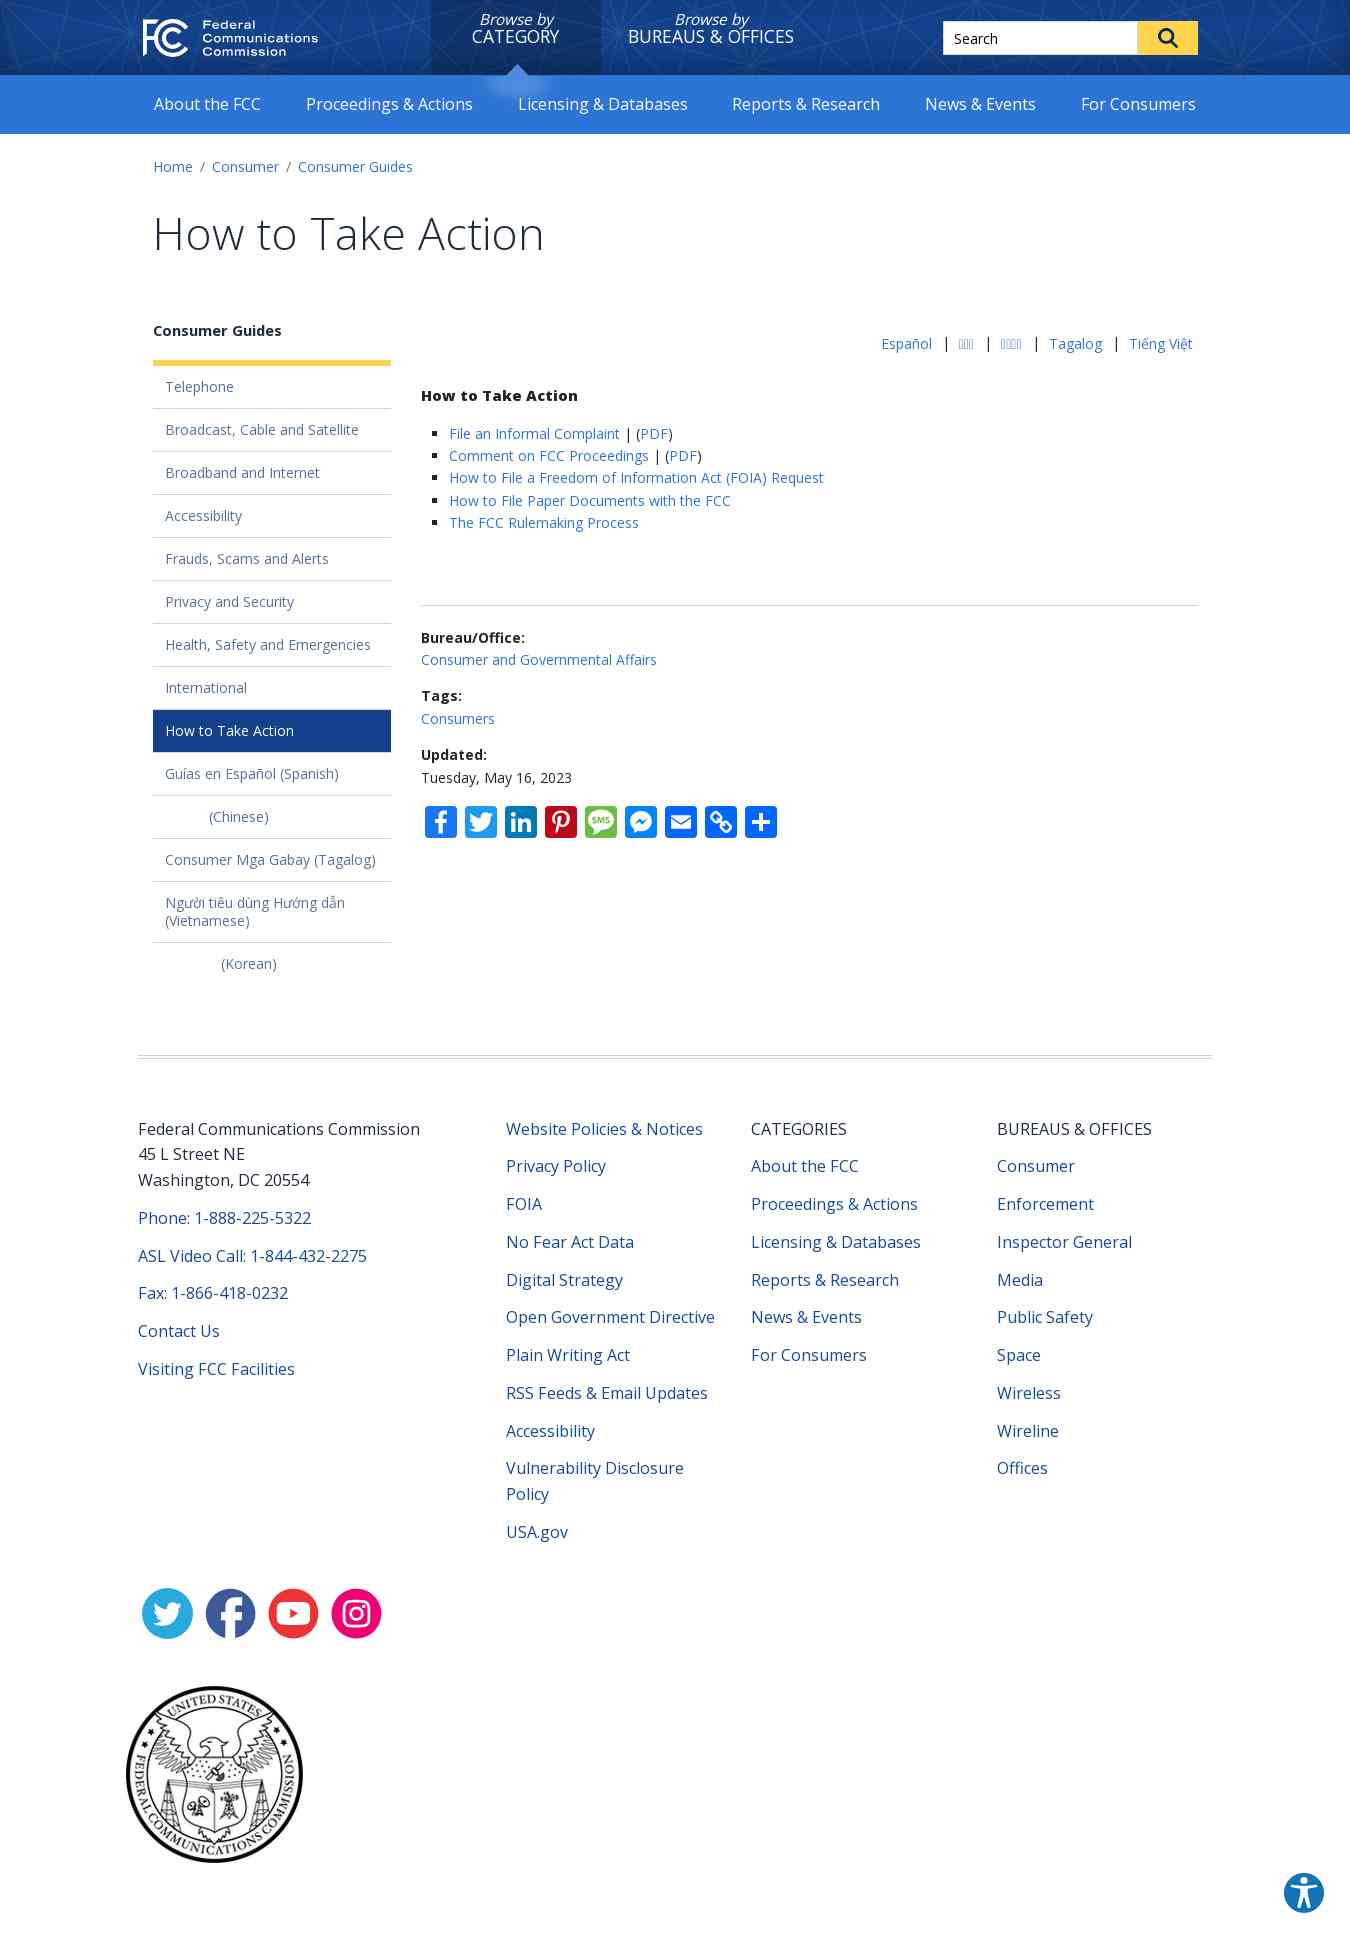 Federal
Communications
Commission
Browse by
CATEGORY
Browse by
BUREAUS & OFFICES
Search
About the FCC
Proceedings & Actions
Licensing & Databases
Reports & Research
News & Events
For Consumers
Home / Consumer / Consumer Guides
How to Take Action
Consumer Guides
Telephone
Broadcast, Cable and Satellite
Broadband and Internet
Accessibility
Frauds, Scams and Alerts
Privacy and Security
Health, Safety and Emergencies
International
How to Take Action
Guías en Español (Spanish)
(Chinese)
Consumer Mga Gabay (Tagalog)
Người tiêu dùng Hướng dẫn
(Vietnamese)
(Korean)
Español | | | Tagalog | Tiếng Việt
How to Take Action
File an Informal Complaint | (PDF)
Comment on FCC Proceedings | (PDF)
How to File a Freedom of Information Act (FOIA) Request
How to File Paper Documents with the FCC
The FCC Rulemaking Process
Bureau/Office:
Consumer and Governmental Affairs
Tags:
Consumers
Updated:
Tuesday, May 16, 2023
SMS
Federal Communications Commission
45 L Street NE
Washington, DC 20554
Phone: 1-888-225-5322
ASL Video Call: 1-844-432-2275
Fax: 1-866-418-0232
Contact Us
Visiting FCC Facilities
Website Policies & Notices
Privacy Policy
FOIA
No Fear Act Data
Digital Strategy
Open Government Directive
Plain Writing Act
RSS Feeds & Email Updates
Accessibility
Vulnerability Disclosure
Policy
USA.gov
CATEGORIES
About the FCC
Proceedings & Actions
Licensing & Databases
Reports & Research
News & Events
For Consumers
BUREAUS & OFFICES
Consumer
Enforcement
Inspector General
Media
Public Safety
Space
Wireless
Wireline
Offices
UNITED STATES
FEDERAL COMMUNICATIONS COMMISSION